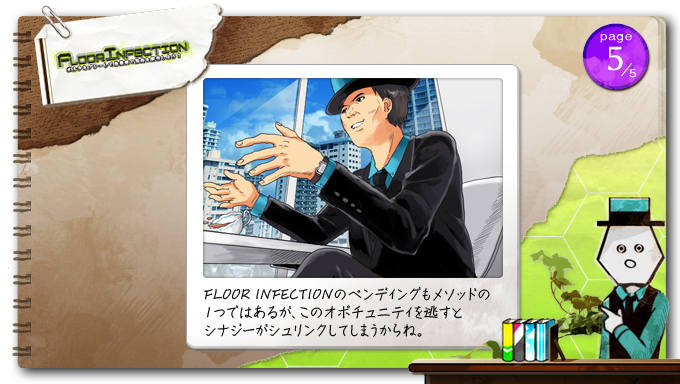 FLOOR INFECTION
page
5/5
FLOOR INFECTIONのペンディングもメソッドの
1つではあるが、このオポチュニティを逃すと
シナジーがシュリンクしてしまうからね。